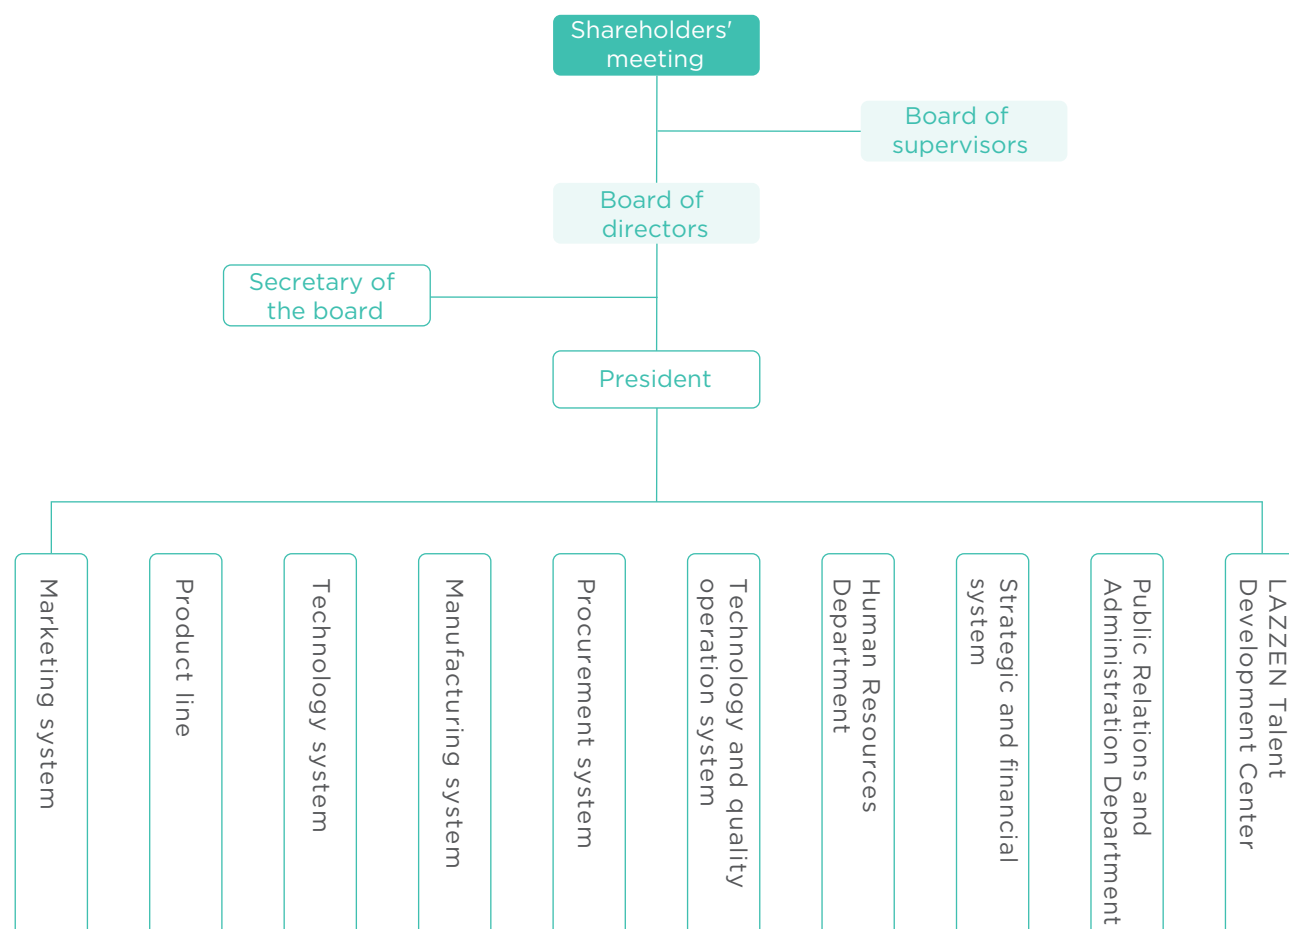 Shareholders'
meeting
Board of
supervisors
Board of
directors
Secretary of
the board
President
Marketing system
Product line
Technology system
Manufacturing system
Procurement system
Technology and quality
operation system
Human Resources
Department
Strategic and financial
system
Public Relations and
Administration Department
LAZZEN Talent
Development Center